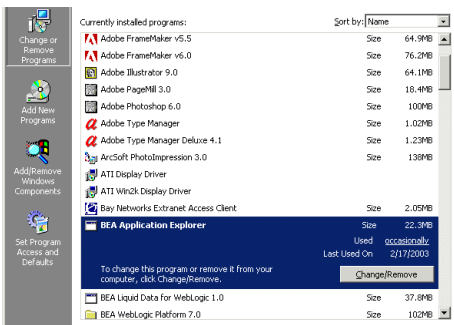 Change or
Remove
Programs
Add New
Programs
Add/Remove
Windows
Components
Set Program
Access and
Defaults
Currently installed programs: Sort by: Name
Adobe FrameMaker v5.5 Size 64.9MB
Adobe FrameMaker v6.0 Size 76.2MB
Adobe Illustrator 9.0 Size 64.1MB
Adobe PageMill 3.0 Size 18.4MB
Adobe Photoshop 6.0 Size 100MB
Adobe Type Manager Size 1.02MB
Adobe Type Manager Deluxe 4.1 Size 1.23MB
ArcSoft PhotoImpression 3.0 Size 138MB
ATI Display Driver
ATI Win2k Display Driver
Bay Networks Extranet Access Client Size 2.05MB
BEA Application Explorer Size 22.3MB
Used occasionally
Last Used On 2/17/2003
To change this program or remove it from your
computer, click Change/Remove.
Change/Remove
BEA Liquid Data for WebLogic 1.0 Size 37.8MB
BEA WebLogic Platform 7.0 Size 102MB